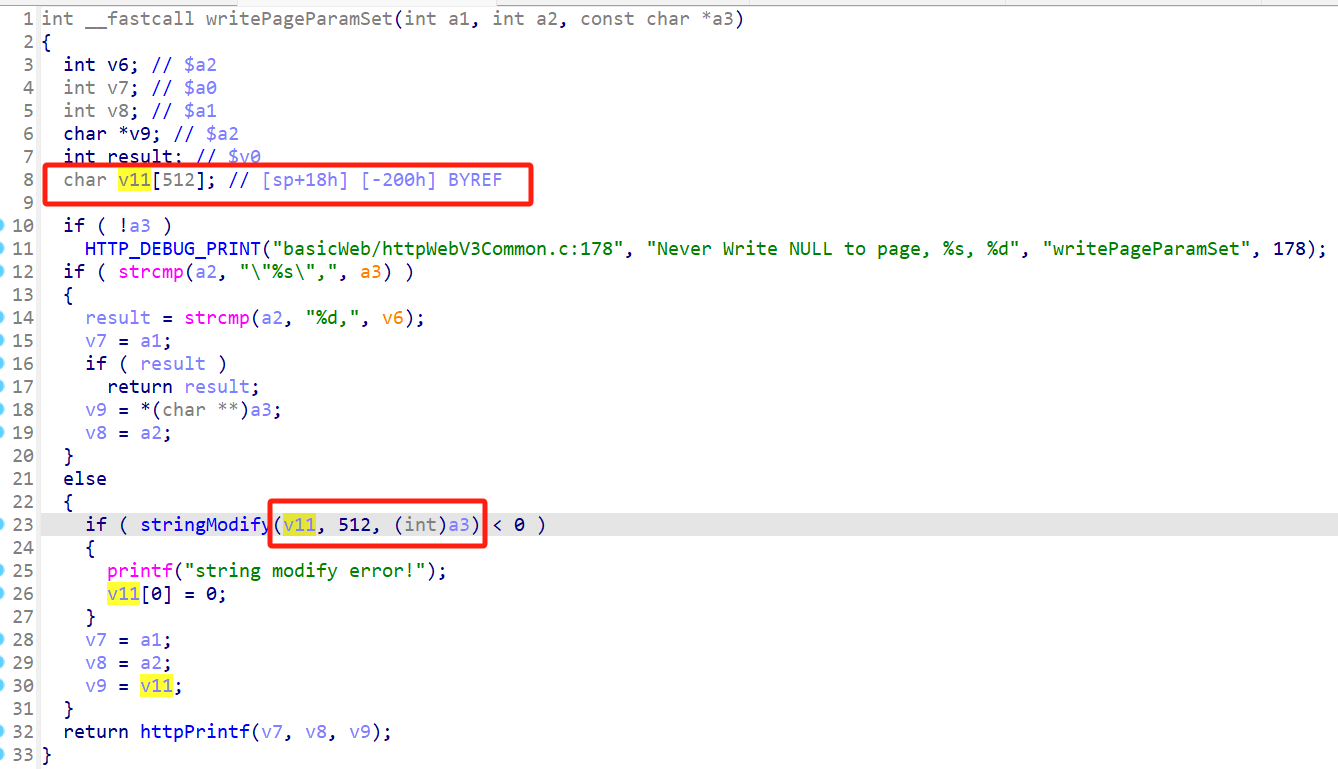 1 int __fastcall writePageParamSet(int a1, int a2, const char *a3)
2 {
3   int v6; // $a2
4   int v7; // $a0
5   int v8; // $a1
6   char *v9; // $a2
7   int result; // $v0
8   char v11[512]; // [sp+18h] [-200h] BYREF
9
10   if ( !a3 )
11     HTTP_DEBUG_PRINT("basicWeb/httpWebV3Common.c:178", "Never Write NULL to page, %s, %d", "writePageParamSet", 178);
12   if ( strcmp(a2, "\"%s\",", a3) )
13   {
14     result = strcmp(a2, "%d,", v6);
15     v7 = a1;
16     if ( result )
17       return result;
18     v9 = *(char **)a3;
19     v8 = a2;
20   }
21   else
22   {
23     if ( stringModify(v11, 512, (int)a3) < 0 )
24     {
25       printf("string modify error!");
26       v11[0] = 0;
27     }
28     v7 = a1;
29     v8 = a2;
30     v9 = v11;
31   }
32   return httpPrintf(v7, v8, v9);
33 }